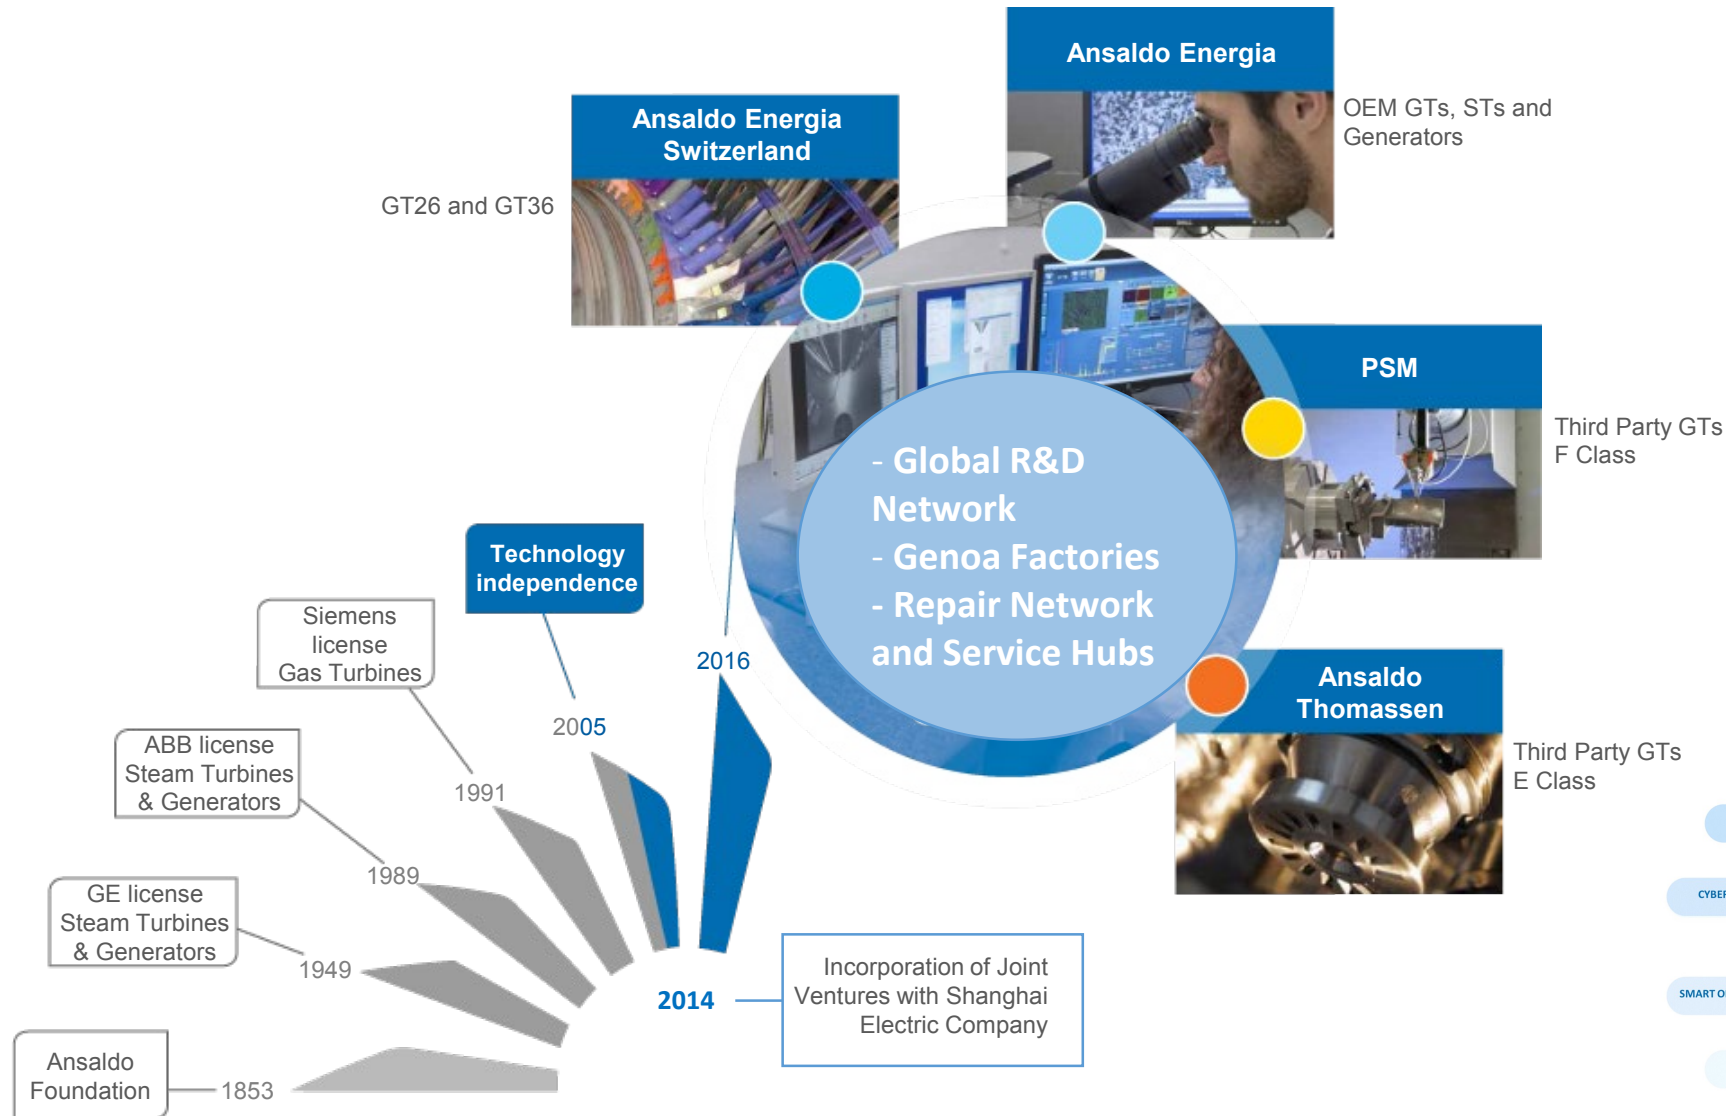 Ansaldo Energia
OEM GTs, STs and
Generators
Ansaldo Energia
Switzerland
GT26 and GT36
PSM
Third Party GTs
F Class
- Global R&D
Network
- Genoa Factories
- Repair Network
and Service Hubs
Ansaldo
Thomassen
Third Party GTs
E Class
Technology
independence
2016
2005
Siemens
license
Gas Turbines
1991
ABB license
Steam Turbines
& Generators
1989
GE license
Steam Turbines
& Generators
1949
Ansaldo
Foundation
1853
2014
Incorporation of Joint
Ventures with Shanghai
Electric Company
CYBER
SMART